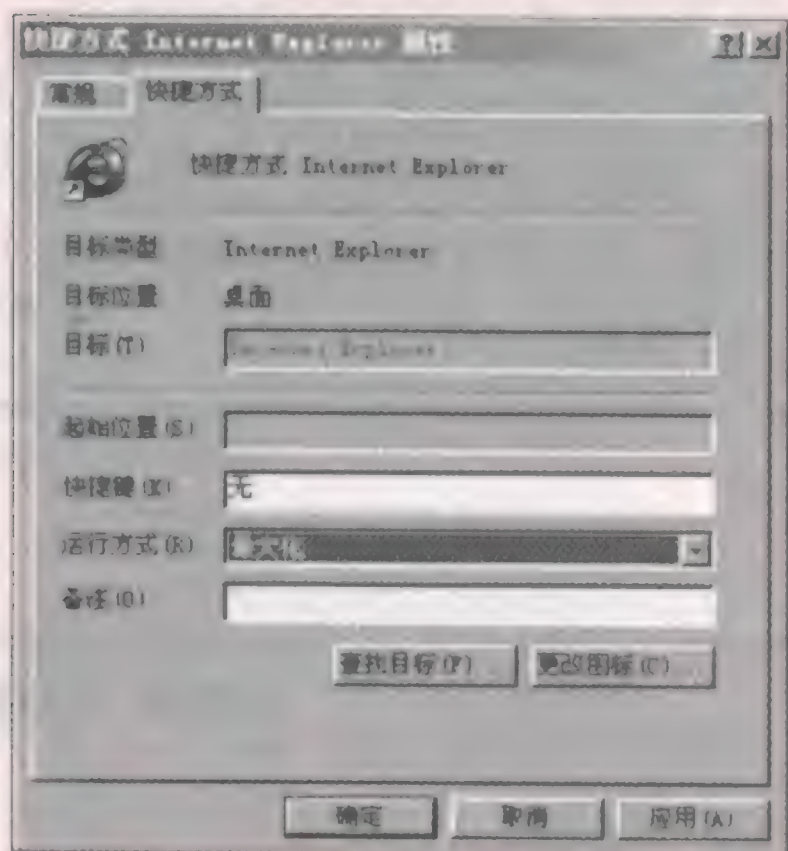 快捷方式 Internet Explorer 属性
常规 快捷方式
快捷方式 Internet Explorer
目标类型 Internet Explorer
目标位置 桌面
目标(T) Internet Explorer
起始位置(S)
快捷键(K) 无
运行方式(R)
备注(O)
查找目标(F)... 更改图标(C)...
确定 取消 应用(A)